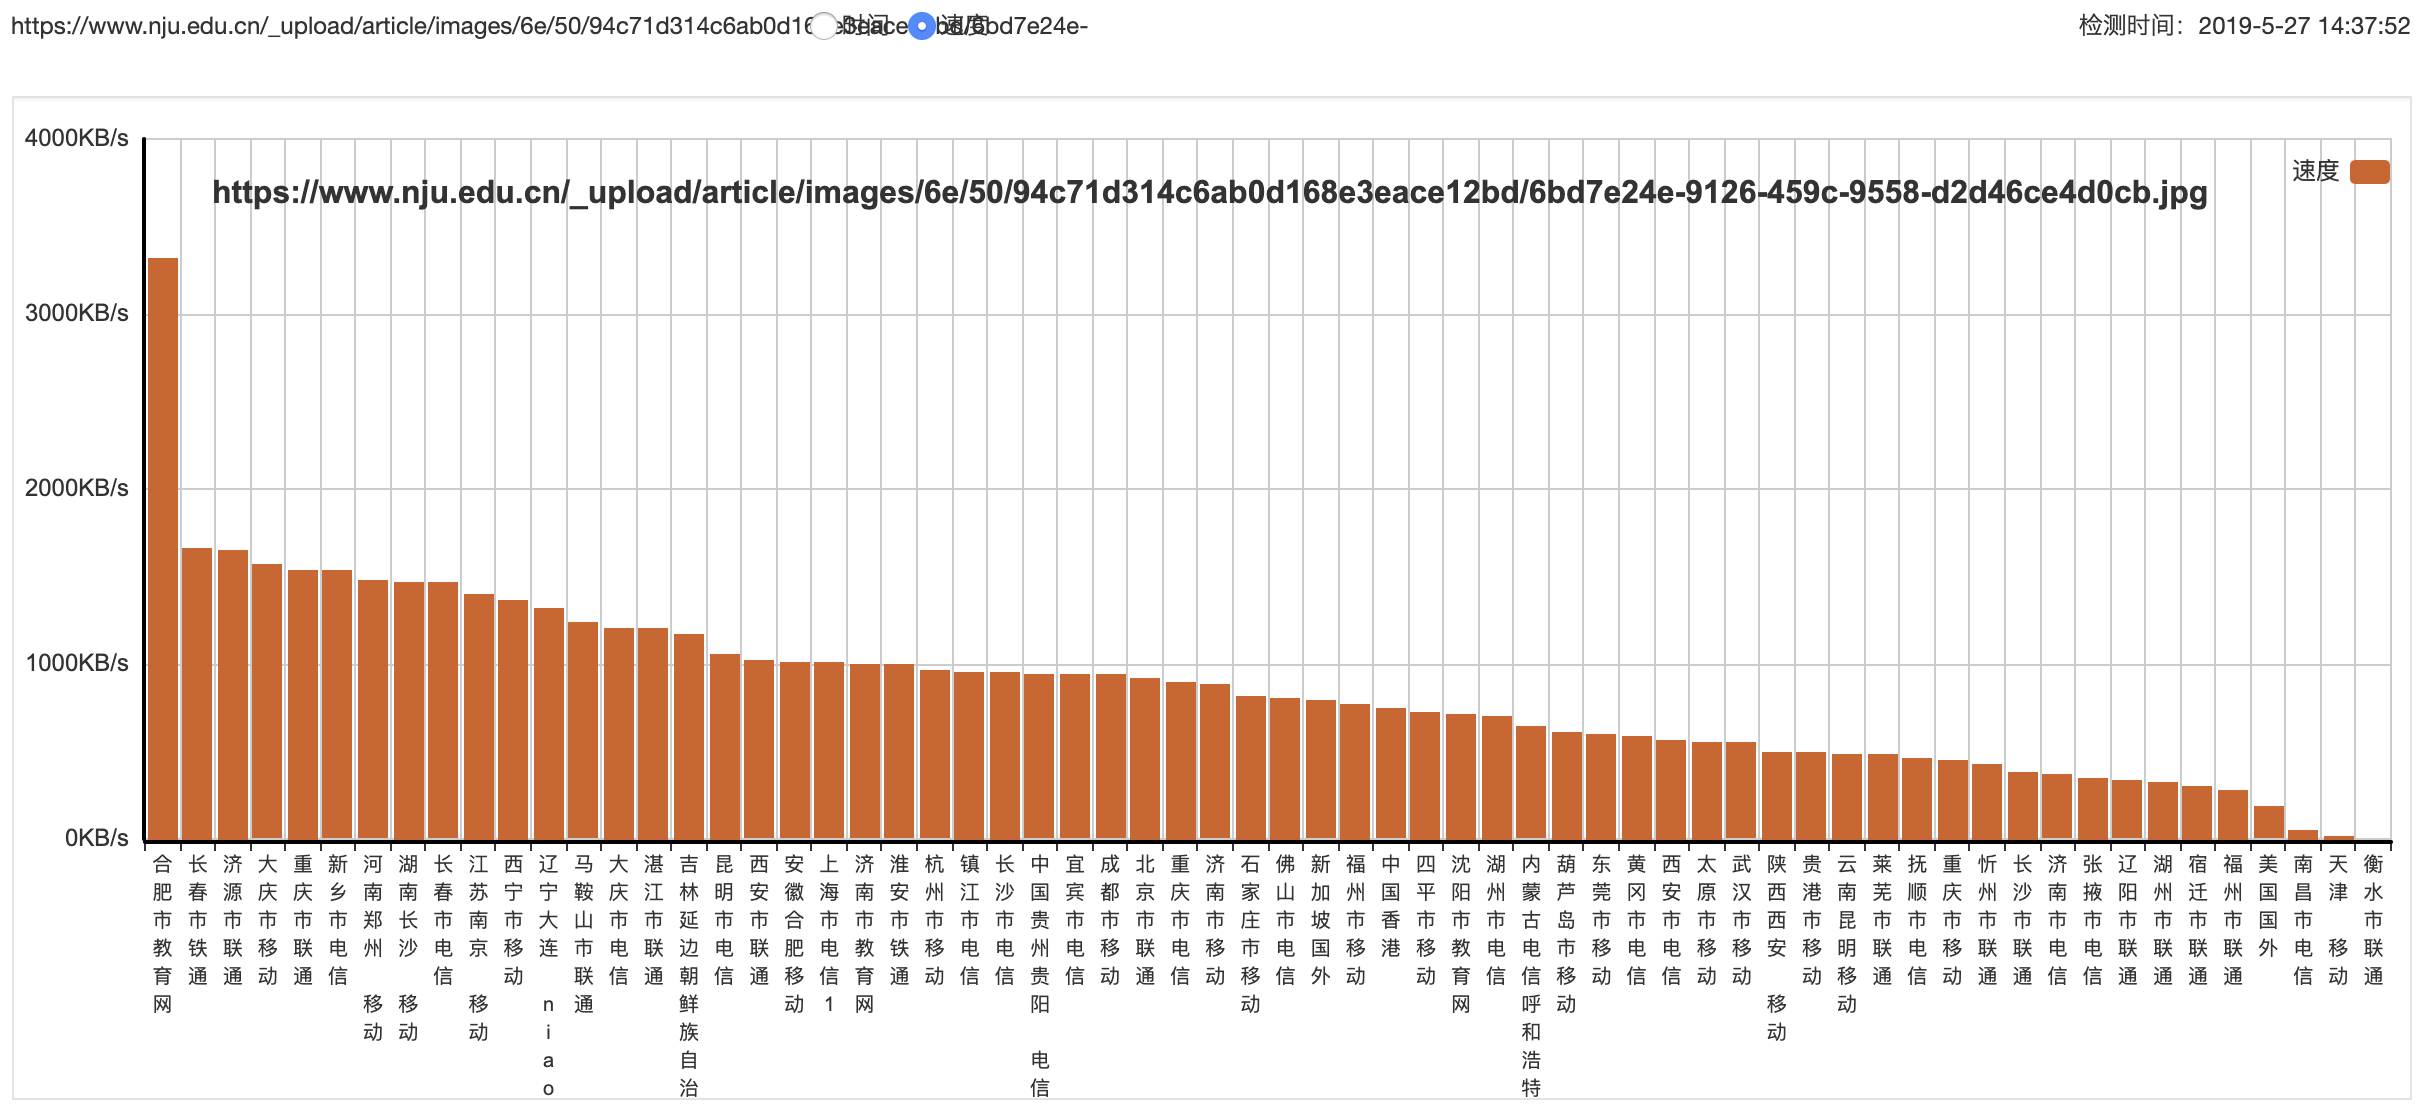 https://www.nju.edu.cn/_upload/article/images/6e/50/94c71d314c6ab0d16 时间 速度 6bd7e24e-
检测时间：2019-5-27 14:37:52
https://www.nju.edu.cn/_upload/article/images/6e/50/94c71d314c6ab0d168e3eace12bd/6bd7e24e-9126-459c-9558-d2d46ce4d0cb.jpg
速度
4000KB/s
3000KB/s
2000KB/s
1000KB/s
0KB/s
合肥市教育网
长春市铁通
济源市联通
大庆市移动
重庆市联通
新乡市电信
河南郑州 移动
湖南长沙 移动
长春市电信
江苏南京 移动
西宁市移动
辽宁大连 niao
马鞍山市联通
大庆市电信
湛江市联通
吉林延边朝鲜族自治
昆明市电信
西安市联通
安徽合肥移动
上海市电信1
济南市教育网
淮安市铁通
杭州市移动
镇江市电信
长沙市电信
中国贵州贵阳 电信
宜宾市电信
成都市移动
北京市联通
重庆市电信
济南市移动
石家庄市移动
佛山市电信
新加坡国外
福州市移动
中国香港
四平市移动
沈阳市教育网
湖州市电信
内蒙古电信呼和浩特
葫芦岛市移动
东莞市移动
黄冈市电信
西安市电信
太原市移动
武汉市移动
陕西西安 移动
贵港市移动
云南昆明移动
莱芜市联通
抚顺市电信
重庆市移动
忻州市联通
长沙市联通
济南市电信
张掖市电信
辽阳市联通
湖州市联通
宿迁市联通
福州市联通
美国国外
南昌市电信
天津 移动
衡水市联通